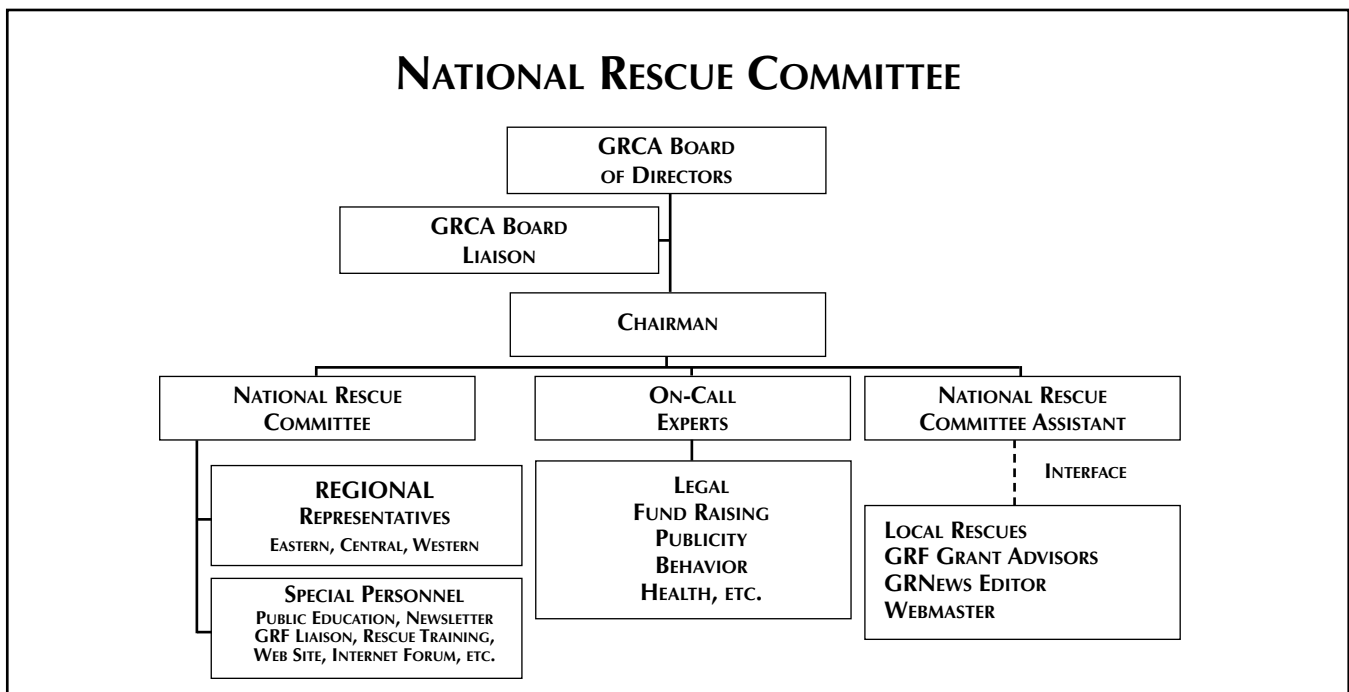 National Rescue Committee
GRCA Board
of Directors
GRCA Board
Liaison
Chairman
National Rescue
Committee
On-Call
Experts
National Rescue
Committee Assistant
REGIONAL
Representatives
Eastern, Central, Western
Special Personnel
Public Education, Newsletter
GRF Liaison, Rescue Training,
Web Site, Internet Forum, etc.
Legal
Fund Raising
Publicity
Behavior
Health, etc.
Interface
Local Rescues
GRF Grant Advisors
GRNews Editor
Webmaster